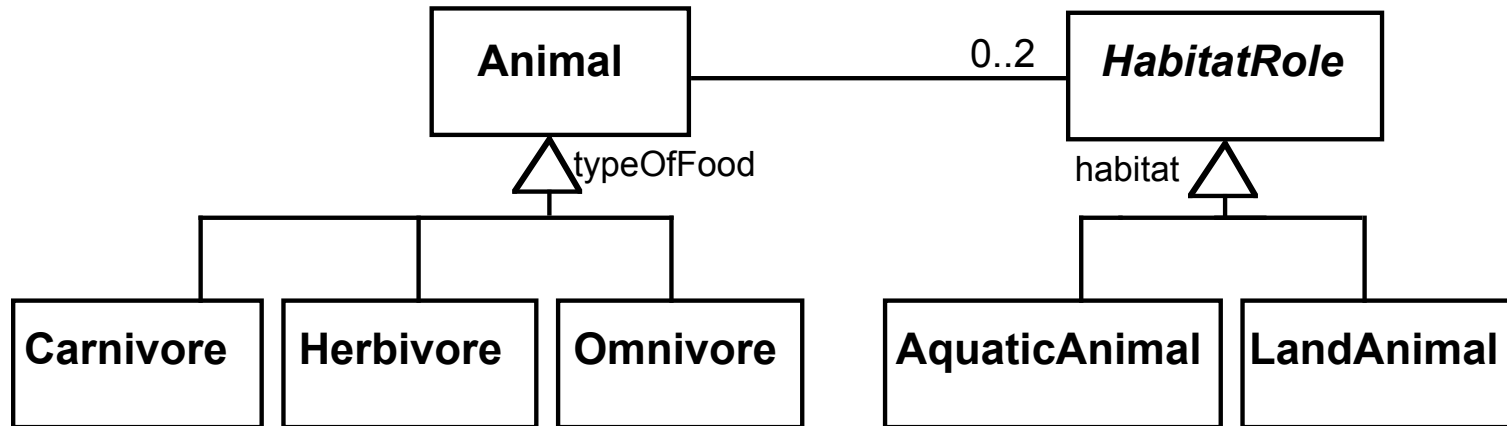 Animal
0..2
HabitatRole
typeOfFood
habitat
Carnivore
Herbivore
Omnivore
AquaticAnimal
LandAnimal